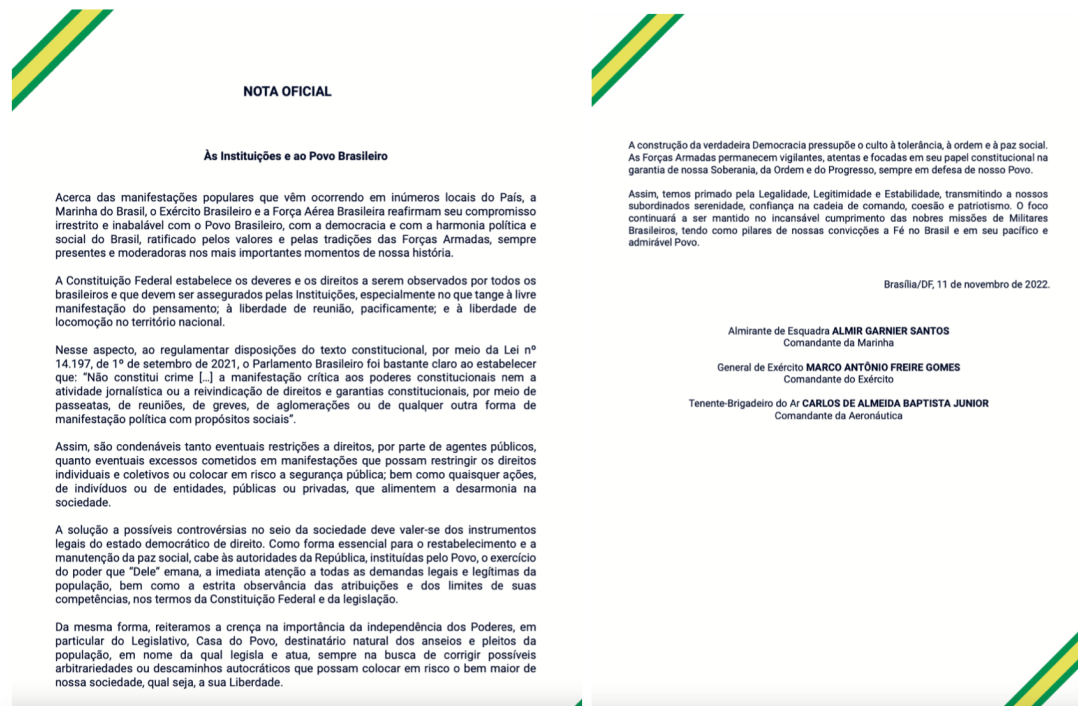 NOTA OFICIAL
Às Instituições e ao Povo Brasileiro
Acerca das manifestações populares que vêm ocorrendo em inúmeros locais do País, a
Marinha do Brasil, o Exército Brasileiro e a Força Aérea Brasileira reafirmam seu compromisso
irrestrito e inabalável com o Povo Brasileiro, com a democracia e com a harmonia política e
social do Brasil, ratificado pelos valores e pelas tradições das Forças Armadas, sempre
presentes e moderadoras nos mais importantes momentos de nossa história.
A Constituição Federal estabelece os deveres e os direitos a serem observados por todos os
brasileiros e que devem ser assegurados pelas Instituições, especialmente no que tange à livre
manifestação do pensamento; à liberdade de reunião, pacificamente; e à liberdade de
locomoção no território nacional.
Nesse aspecto, ao regulamentar disposições do texto constitucional, por meio da Lei nº
14.197, de 1º de setembro de 2021, o Parlamento Brasileiro foi bastante claro ao estabelecer
que: “Não constitui crime [...] a manifestação crítica aos poderes constitucionais nem a
atividade jornalística ou a reivindicação de direitos e garantias constitucionais, por meio de
passeatas, de reuniões, de greves, de aglomerações ou de qualquer outra forma de
manifestação política com propósitos sociais”.
Assim, são condenáveis tanto eventuais restrições a direitos, por parte de agentes públicos,
quanto eventuais excessos cometidos em manifestações que possam restringir os direitos
individuais e coletivos ou colocar em risco a segurança pública; bem como quaisquer ações,
de indivíduos ou de entidades, públicas ou privadas, que alimentem a desarmonia na
sociedade.
A solução a possíveis controvérsias no seio da sociedade deve valer-se dos instrumentos
legais do estado democrático de direito. Como forma essencial para o restabelecimento e a
manutenção da paz social, cabe às autoridades da República, instituídas pelo Povo, o exercício
do poder que “Dele” emana, a imediata atenção a todas as demandas legais e legítimas da
população, bem como a estrita observância das atribuições e dos limites de suas
competências, nos termos da Constituição Federal e da legislação.
Da mesma forma, reiteramos a crença na importância da independência dos Poderes, em
particular do Legislativo, Casa do Povo, destinatário natural dos anseios e pleitos da
população, em nome da qual legisla e atua, sempre na busca de corrigir possíveis
arbitrariedades ou descaminhos autocráticos que possam colocar em risco o bem maior de
nossa sociedade, qual seja, a sua Liberdade.
A construção da verdadeira Democracia pressupõe o culto à tolerância, à ordem e à paz social.
As Forças Armadas permanecem vigilantes, atentas e focadas em seu papel constitucional na
garantia de nossa Soberania, da Ordem e do Progresso, sempre em defesa de nosso Povo.
Assim, temos primado pela Legalidade, Legitimidade e Estabilidade, transmitindo a nossos
subordinados serenidade, confiança na cadeia de comando, coesão e patriotismo. O foco
continuará a ser mantido no incansável cumprimento das nobres missões de Militares
Brasileiros, tendo como pilares de nossas convicções a Fé no Brasil e em seu pacífico e
admirável Povo.
Brasília/DF, 11 de novembro de 2022.
Almirante de Esquadra ALMIR GARNIER SANTOS
Comandante da Marinha
General de Exército MARCO ANTÔNIO FREIRE GOMES
Comandante do Exército
Tenente-Brigadeiro do Ar CARLOS DE ALMEIDA BAPTISTA JUNIOR
Comandante da Aeronáutica